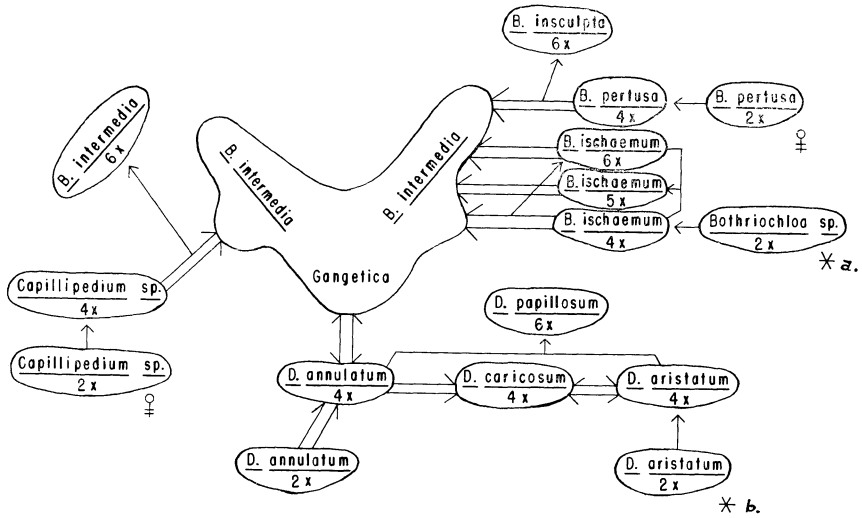 B. insculpta
6x
B. pertusa
4x
B. pertusa
2x
B. intermedia
6x
B. intermedia
B. intermedia
B. ischaemum
6x
B. ischaemum
5x
B. ischaemum
4x
Bothriochloa sp.
2x
* a.
Gangetica
Capillipedium sp.
4x
Capillipedium sp.
2x
D. papillosum
6x
D. annulatum
4x
D. caricosum
4x
D. aristatum
4x
D. annulatum
2x
D. aristatum
2x
* b.